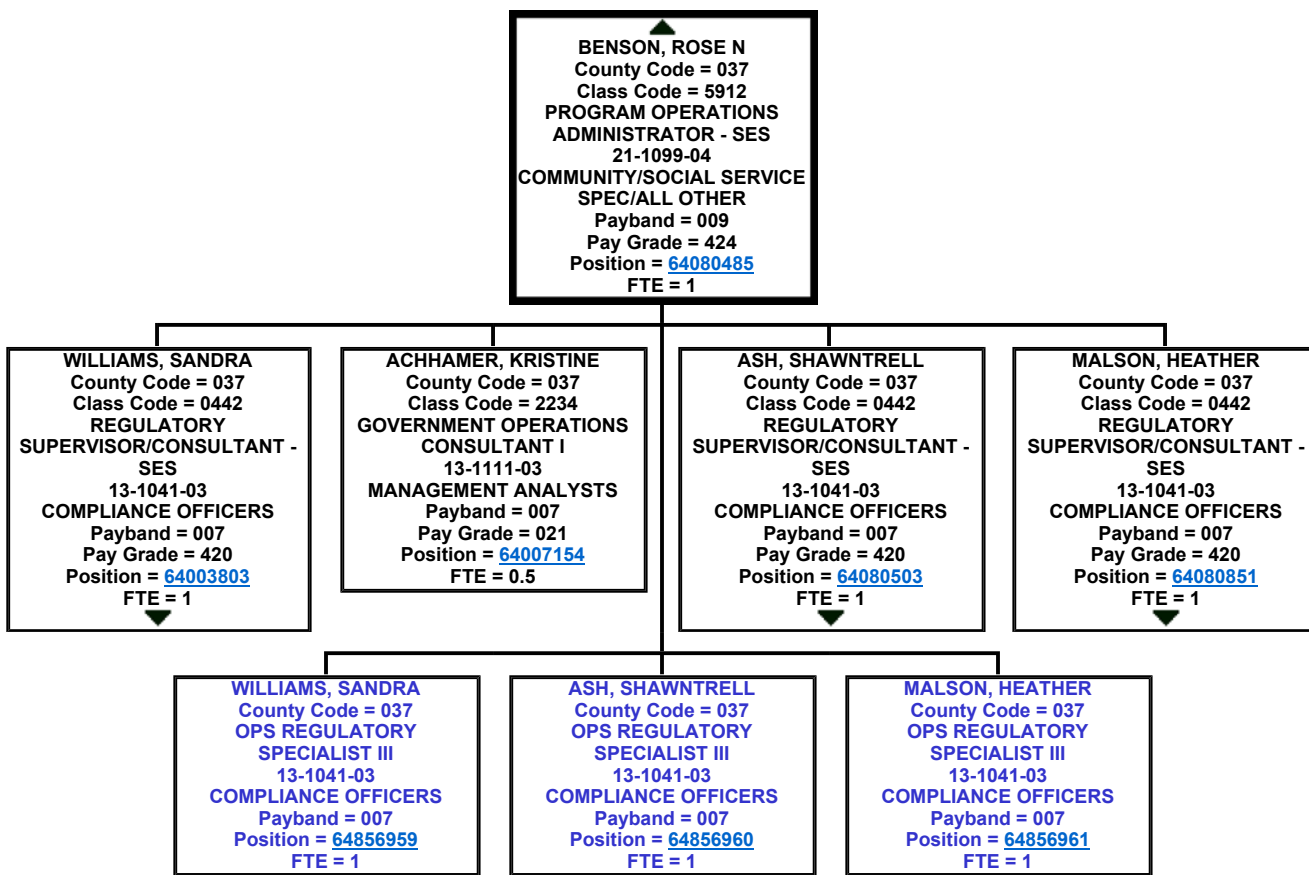 BENSON, ROSE N
County Code = 037
Class Code = 5912
PROGRAM OPERATIONS
ADMINISTRATOR - SES
21-1099-04
COMMUNITY/SOCIAL SERVICE
SPEC/ALL OTHER
Payband = 009
Pay Grade = 424
Position = 64080485
FTE = 1
WILLIAMS, SANDRA
County Code = 037
Class Code = 0442
REGULATORY
SUPERVISOR/CONSULTANT -
SES
13-1041-03
COMPLIANCE OFFICERS
Payband = 007
Pay Grade = 420
Position = 64003803
FTE = 1
ACHHAMER, KRISTINE
County Code = 037
Class Code = 2234
GOVERNMENT OPERATIONS
CONSULTANT I
13-1111-03
MANAGEMENT ANALYSTS
Payband = 007
Pay Grade = 021
Position = 64007154
FTE = 0.5
ASH, SHAWNTRELL
County Code = 037
Class Code = 0442
REGULATORY
SUPERVISOR/CONSULTANT -
SES
13-1041-03
COMPLIANCE OFFICERS
Payband = 007
Pay Grade = 420
Position = 64080503
FTE = 1
MALSON, HEATHER
County Code = 037
Class Code = 0442
REGULATORY
SUPERVISOR/CONSULTANT -
SES
13-1041-03
COMPLIANCE OFFICERS
Payband = 007
Pay Grade = 420
Position = 64080851
FTE = 1
WILLIAMS, SANDRA
County Code = 037
OPS REGULATORY
SPECIALIST III
13-1041-03
COMPLIANCE OFFICERS
Payband = 007
Position = 64856959
FTE = 1
ASH, SHAWNTRELL
County Code = 037
OPS REGULATORY
SPECIALIST III
13-1041-03
COMPLIANCE OFFICERS
Payband = 007
Position = 64856960
FTE = 1
MALSON, HEATHER
County Code = 037
OPS REGULATORY
SPECIALIST III
13-1041-03
COMPLIANCE OFFICERS
Payband = 007
Position = 64856961
FTE = 1